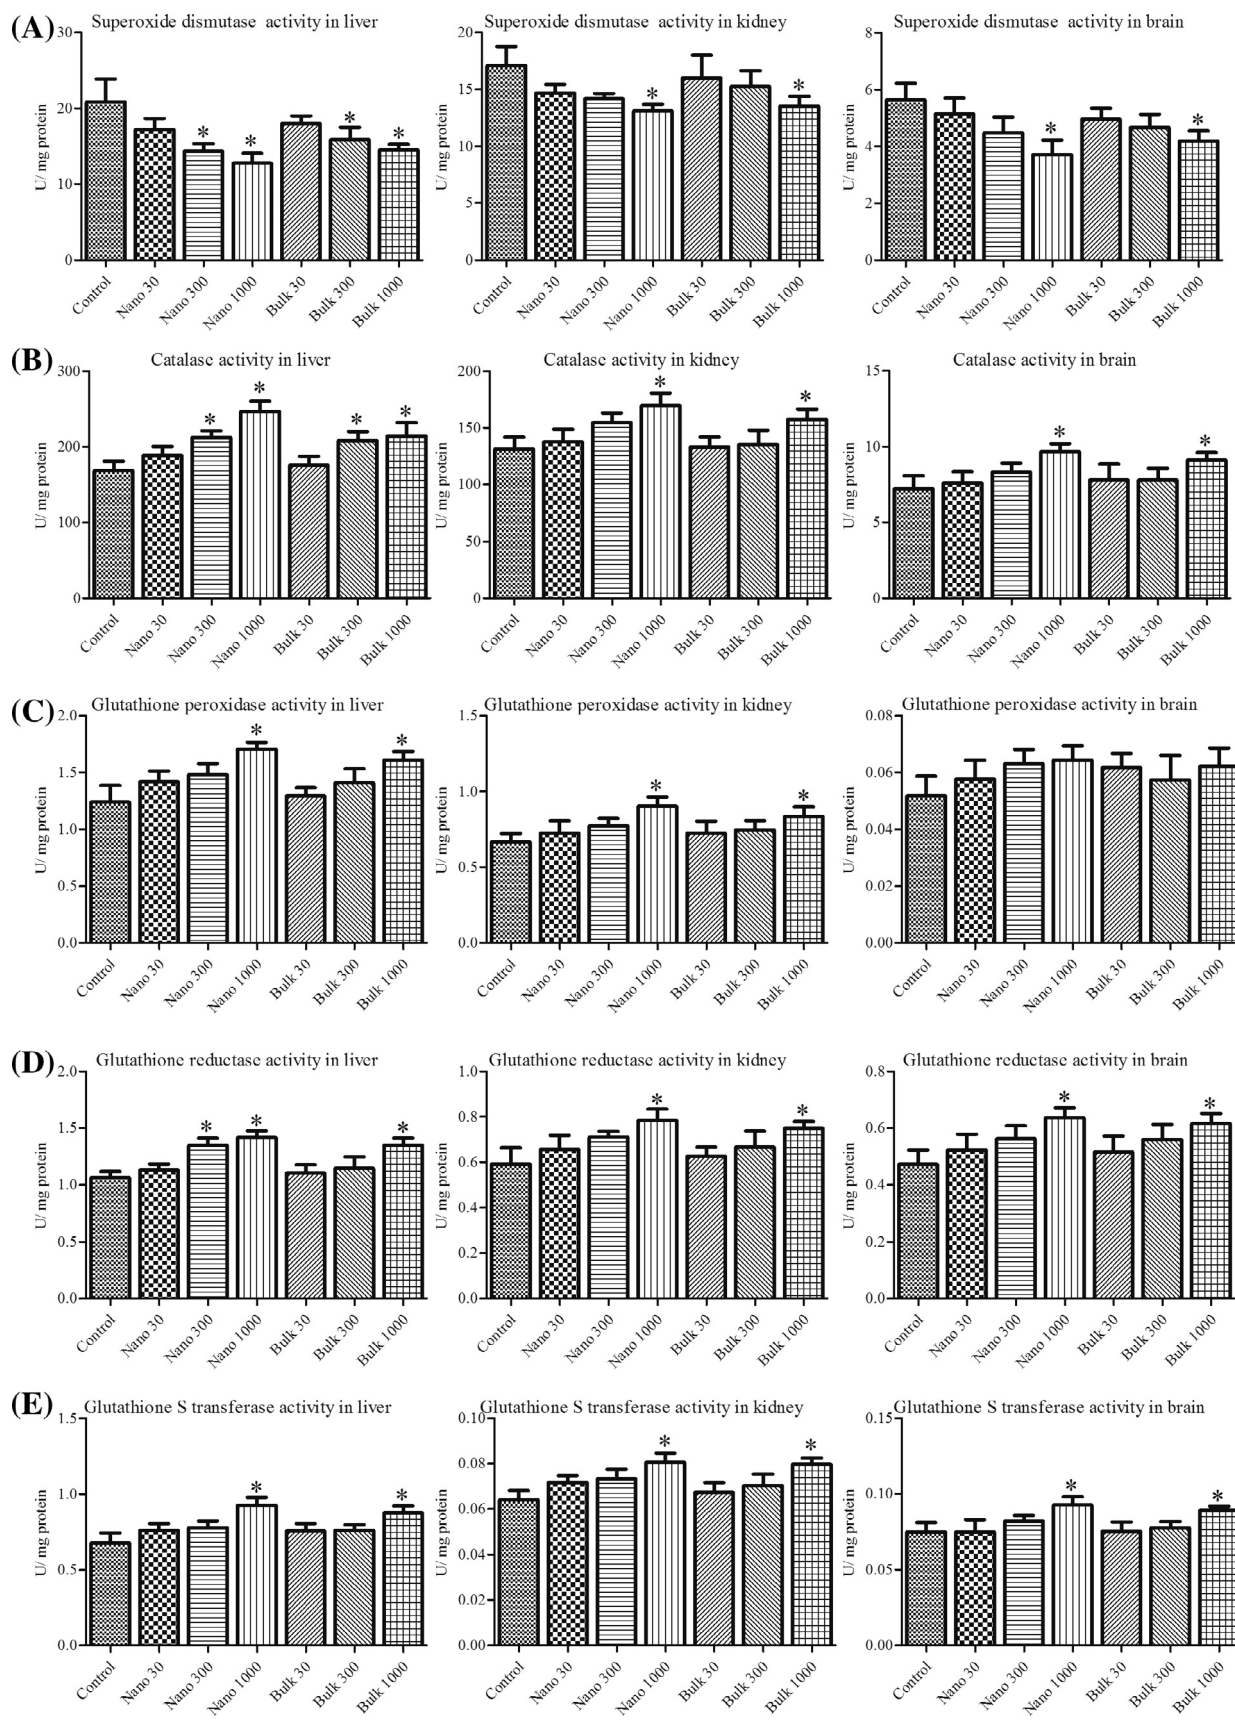 (A)
Superoxide dismutase activity in liver
Superoxide dismutase activity in kidney
Superoxide dismutase activity in brain
U/ mg protein
30
20
10
0
*
*
*
*
Control
Nano 30
Nano 300
Nano 1000
Bulk 30
Bulk 300
Bulk 1000
U/ mg protein
20
15
10
5
0
*
*
Control
Nano 30
Nano 300
Nano 1000
Bulk 30
Bulk 300
Bulk 1000
U/ mg protein
8
6
4
2
0
*
*
Control
Nano 30
Nano 300
Nano 1000
Bulk 30
Bulk 300
Bulk 1000
(B)
Catalase activity in liver
Catalase activity in kidney
Catalase activity in brain
U/ mg protein
300
200
100
0
*
*
*
*
Control
Nano 30
Nano 300
Nano 1000
Bulk 30
Bulk 300
Bulk 1000
U/ mg protein
200
150
100
50
0
*
*
Control
Nano 30
Nano 300
Nano 1000
Bulk 30
Bulk 300
Bulk 1000
U/ mg protein
15
10
5
0
*
*
Control
Nano 30
Nano 300
Nano 1000
Bulk 30
Bulk 300
Bulk 1000
(C)
Glutathione peroxidase activity in liver
Glutathione peroxidase activity in kidney
Glutathione peroxidase activity in brain
U/ mg protein
2.0
1.5
1.0
0.5
0.0
*
*
Control
Nano 30
Nano 300
Nano 1000
Bulk 30
Bulk 300
Bulk 1000
U/ mg protein
1.5
1.0
0.5
0.0
*
*
Control
Nano 30
Nano 300
Nano 1000
Bulk 30
Bulk 300
Bulk 1000
U/ mg protein
0.08
0.06
0.04
0.02
0.00
Control
Nano 30
Nano 300
Nano 1000
Bulk 30
Bulk 300
Bulk 1000
(D)
Glutathione reductase activity in liver
Glutathione reductase activity in kidney
Glutathione reductase activity in brain
U/ mg protein
2.0
1.5
1.0
0.5
0.0
*
*
*
Control
Nano 30
Nano 300
Nano 1000
Bulk 30
Bulk 300
Bulk 1000
U/ mg protein
1.0
0.8
0.6
0.4
0.2
0.0
*
*
Control
Nano 30
Nano 300
Nano 1000
Bulk 30
Bulk 300
Bulk 1000
U/ mg protein
0.8
0.6
0.4
0.2
0.0
*
*
Control
Nano 30
Nano 300
Nano 1000
Bulk 30
Bulk 300
Bulk 1000
(E)
Glutathione S transferase activity in liver
Glutathione S transferase activity in kidney
Glutathione S transferase activity in brain
U/ mg protein
1.5
1.0
0.5
0.0
*
*
Control
Nano 30
Nano 300
Nano 1000
Bulk 30
Bulk 300
Bulk 1000
U/ mg protein
0.10
0.08
0.06
0.04
0.02
0.00
*
*
Control
Nano 30
Nano 300
Nano 1000
Bulk 30
Bulk 300
Bulk 1000
U/ mg protein
0.15
0.10
0.05
0.00
*
*
Control
Nano 30
Nano 300
Nano 1000
Bulk 30
Bulk 300
Bulk 1000